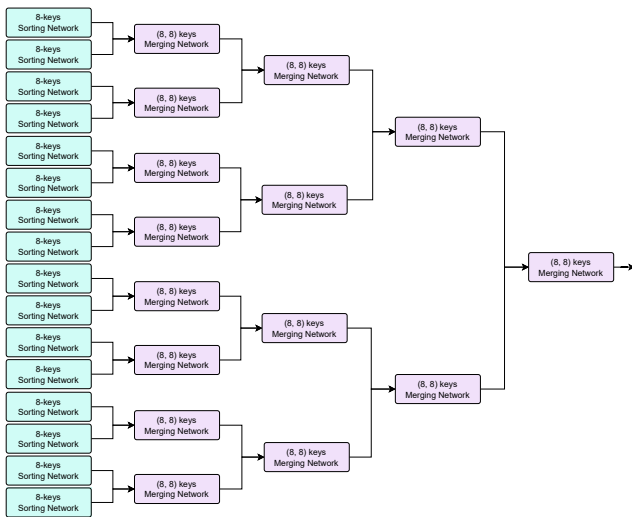 8-keys
Sorting Network
8-keys
Sorting Network
8-keys
Sorting Network
8-keys
Sorting Network
8-keys
Sorting Network
8-keys
Sorting Network
8-keys
Sorting Network
8-keys
Sorting Network
8-keys
Sorting Network
8-keys
Sorting Network
8-keys
Sorting Network
8-keys
Sorting Network
8-keys
Sorting Network
8-keys
Sorting Network
8-keys
Sorting Network
8-keys
Sorting Network
(8, 8) keys
Merging Network
(8, 8) keys
Merging Network
(8, 8) keys
Merging Network
(8, 8) keys
Merging Network
(8, 8) keys
Merging Network
(8, 8) keys
Merging Network
(8, 8) keys
Merging Network
(8, 8) keys
Merging Network
(8, 8) keys
Merging Network
(8, 8) keys
Merging Network
(8, 8) keys
Merging Network
(8, 8) keys
Merging Network
(8, 8) keys
Merging Network
(8, 8) keys
Merging Network
(8, 8) keys
Merging Network